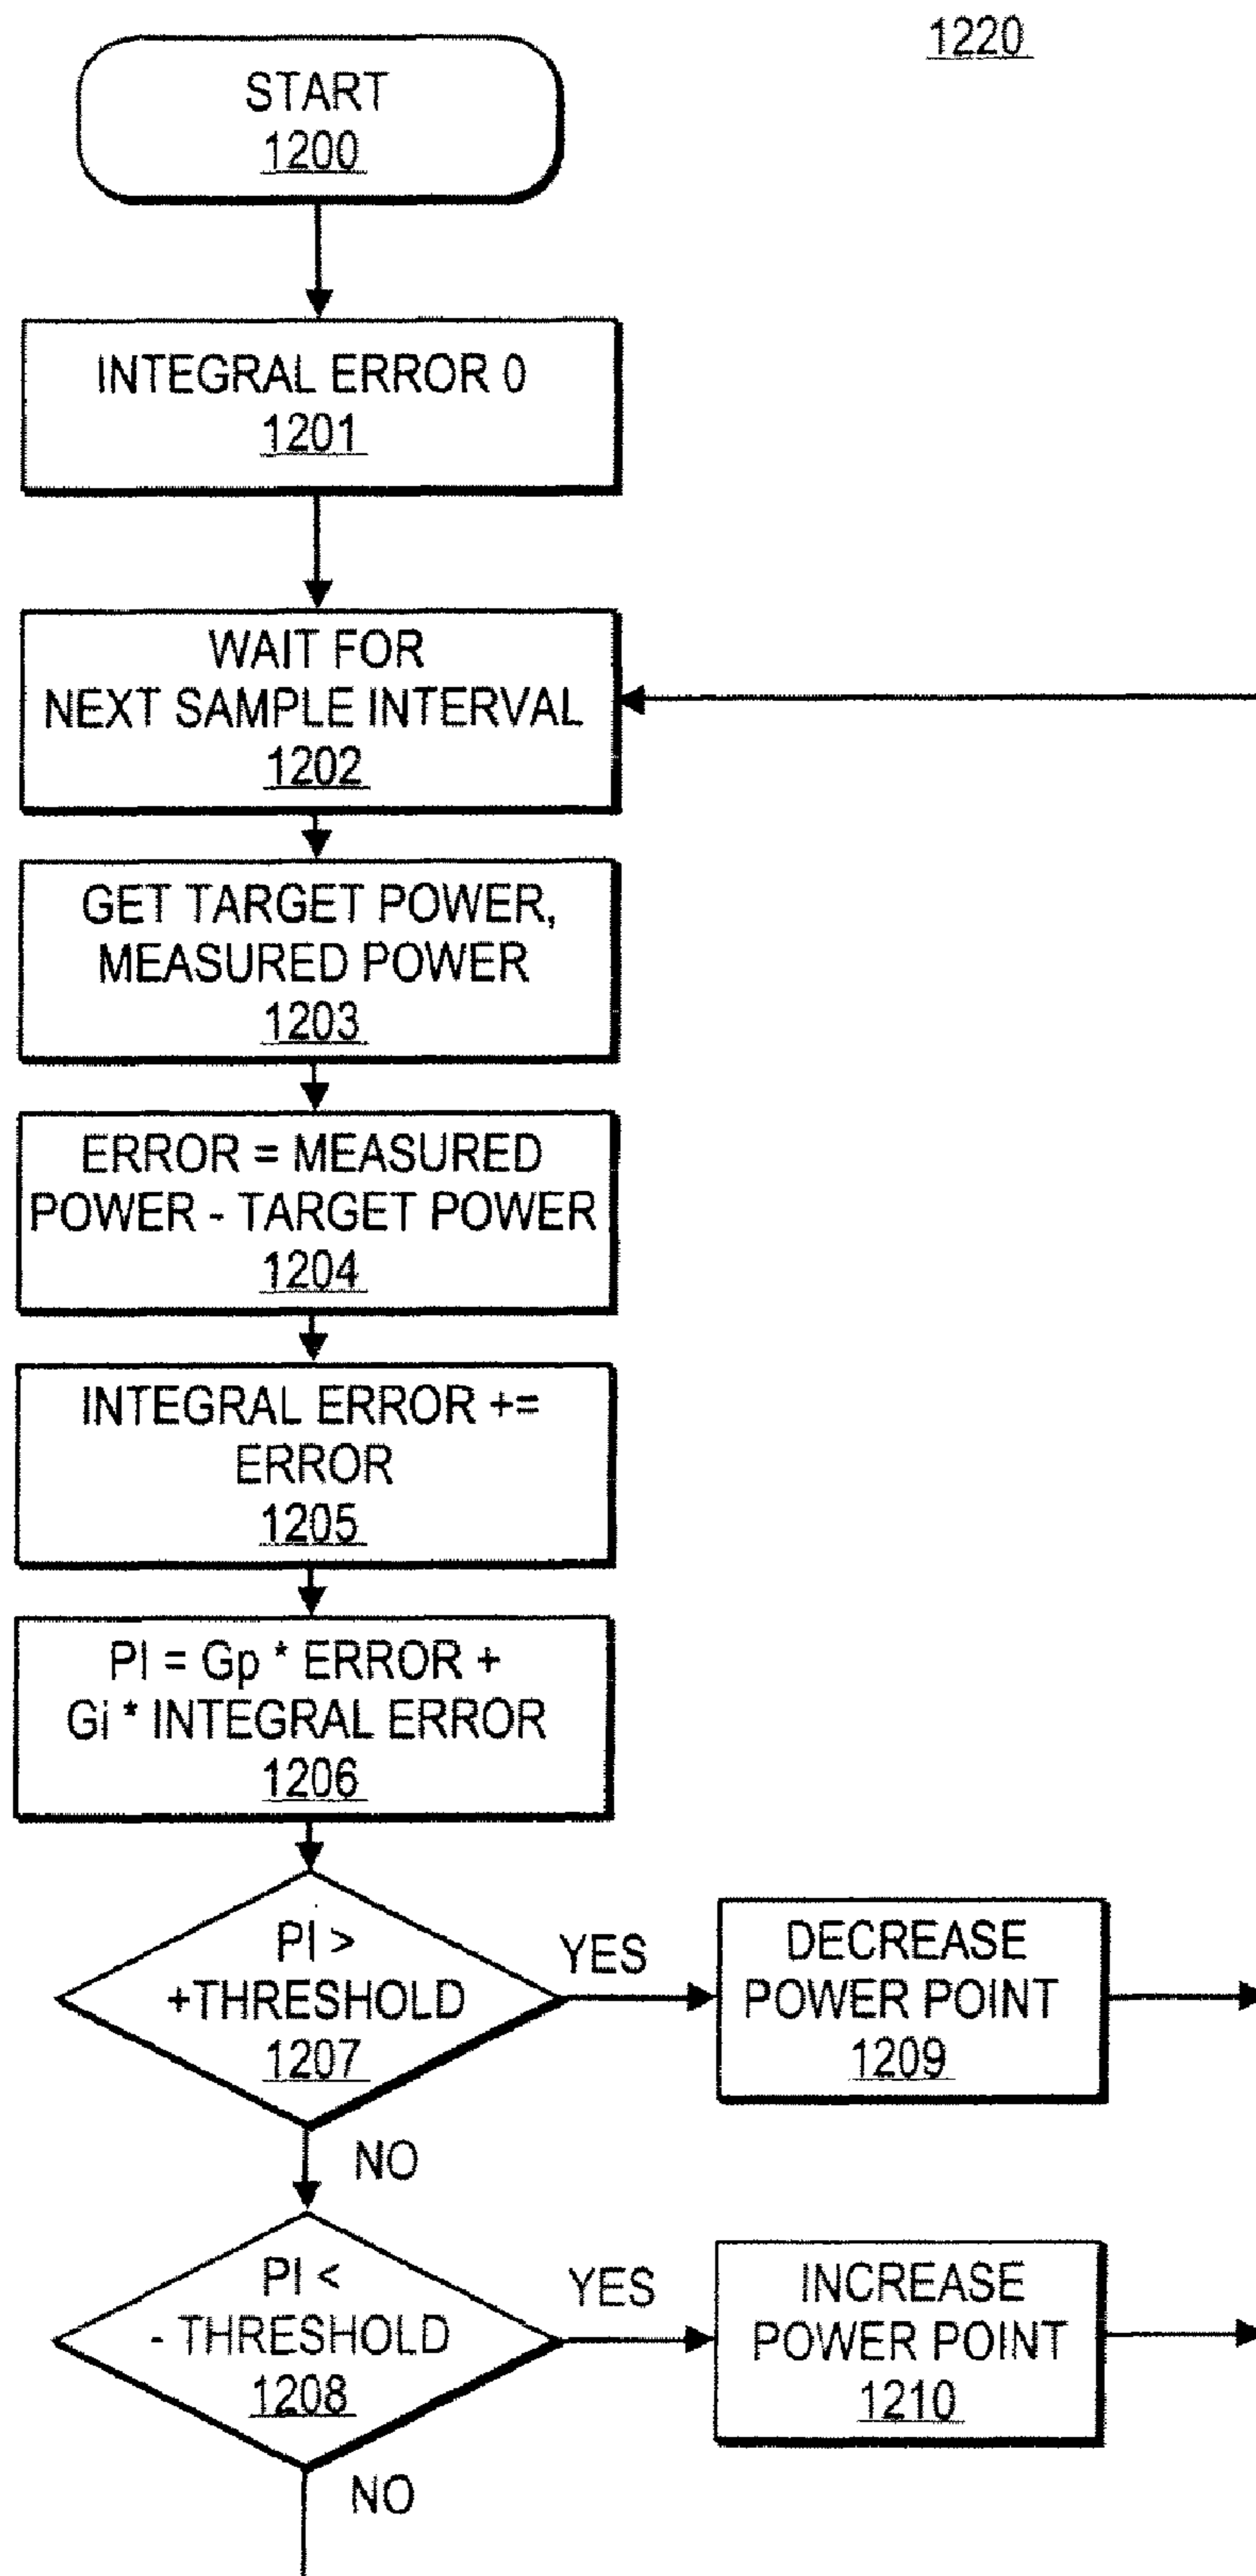 1220
START
1200
INTEGRAL ERROR 0
1201
WAIT FOR
NEXT SAMPLE INTERVAL
1202
GET TARGET POWER,
MEASURED POWER
1203
ERROR = MEASURED
POWER - TARGET POWER
1204
INTEGRAL ERROR +=
ERROR
1205
PI = Gp * ERROR +
Gi * INTEGRAL ERROR
1206
PI >
+THRESHOLD
1207
YES
DECREASE
POWER POINT
1209
NO
PI <
- THRESHOLD
1208
YES
INCREASE
POWER POINT
1210
NO